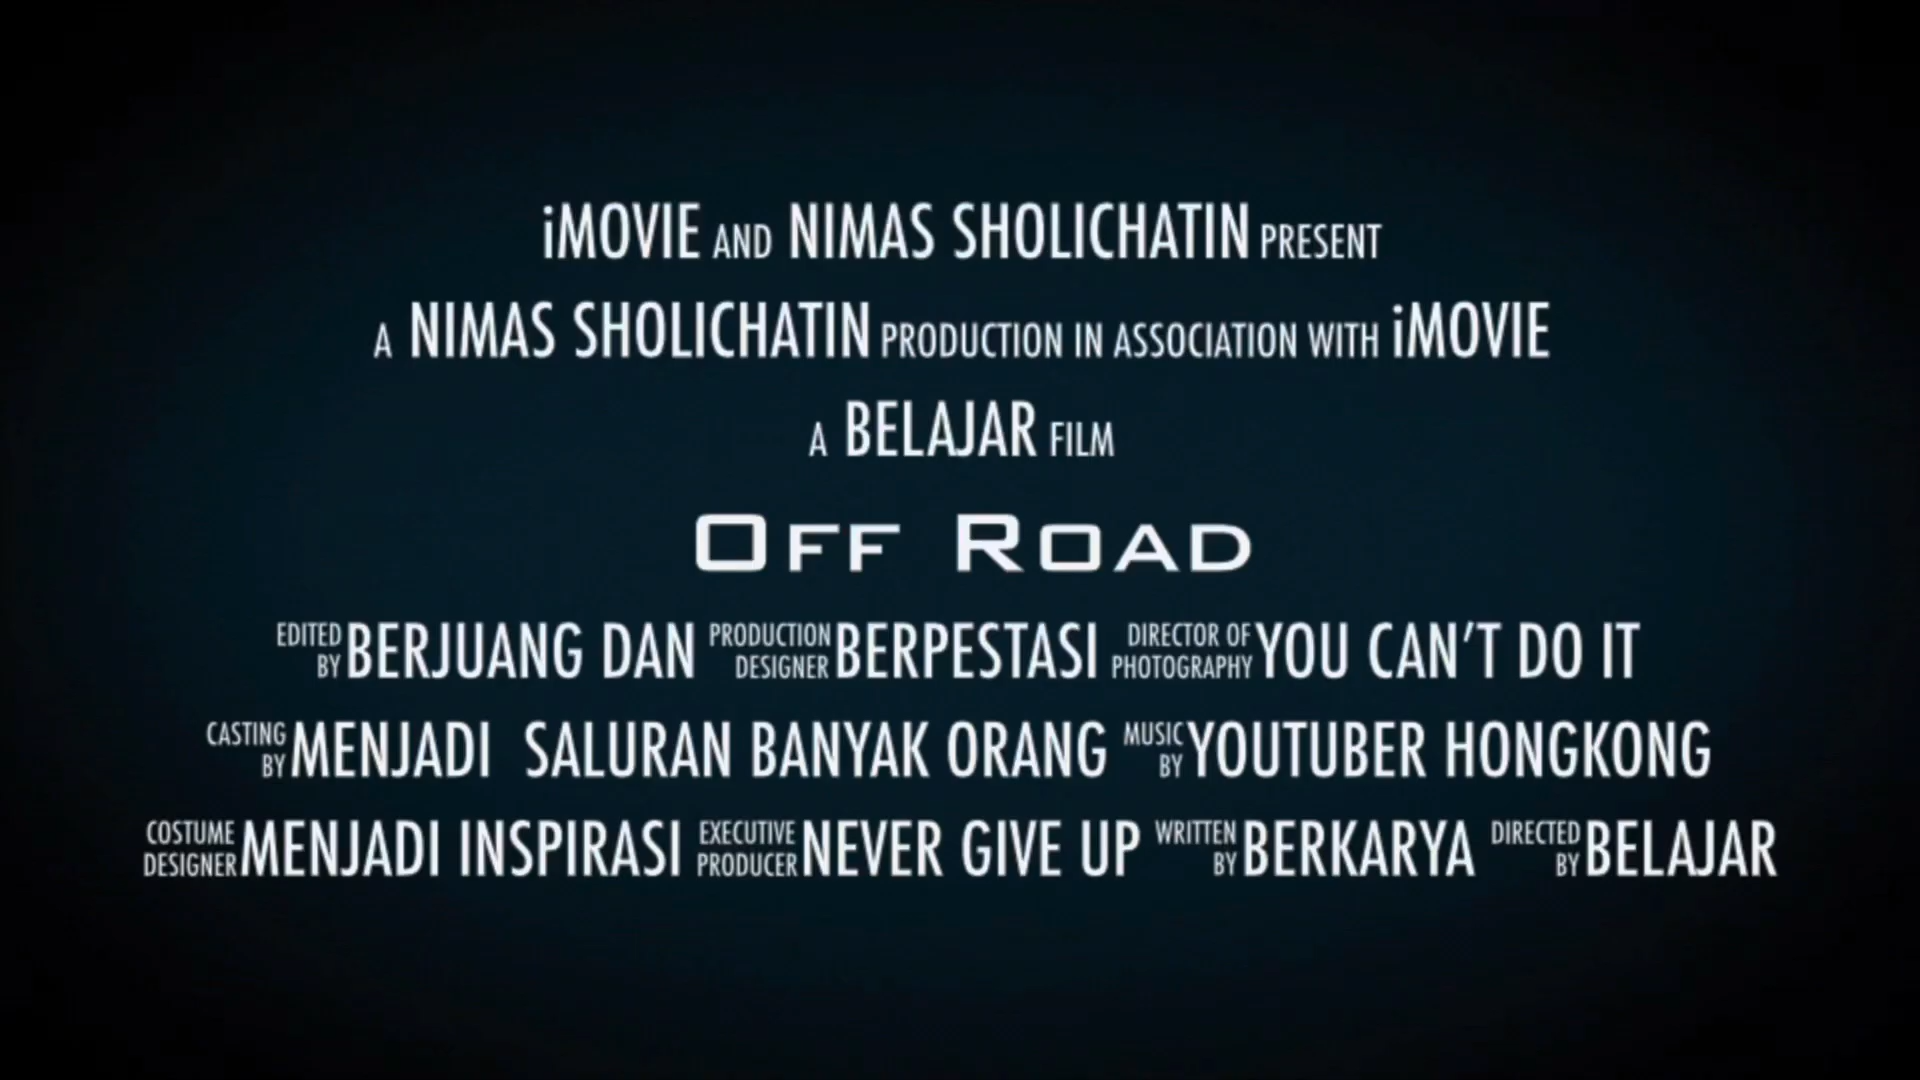 iMOVIE AND NIMAS SHOLICHATIN PRESENT
A NIMAS SHOLICHATIN PRODUCTION IN ASSOCIATION WITH iMOVIE
A BELAJAR FILM
OFF ROAD
EDITED BY BERJUANG DAN PRODUCTION DESIGNER BERPESTASI DIRECTOR OF PHOTOGRAPHY YOU CAN'T DO IT
CASTING BY MENJADI SALURAN BANYAK ORANG MUSIC BY YOUTUBER HONGKONG
COSTUME DESIGNER MENJADI INSPIRASI EXECUTIVE PRODUCER NEVER GIVE UP WRITTEN BY BERKARYA DIRECTED BY BELAJAR